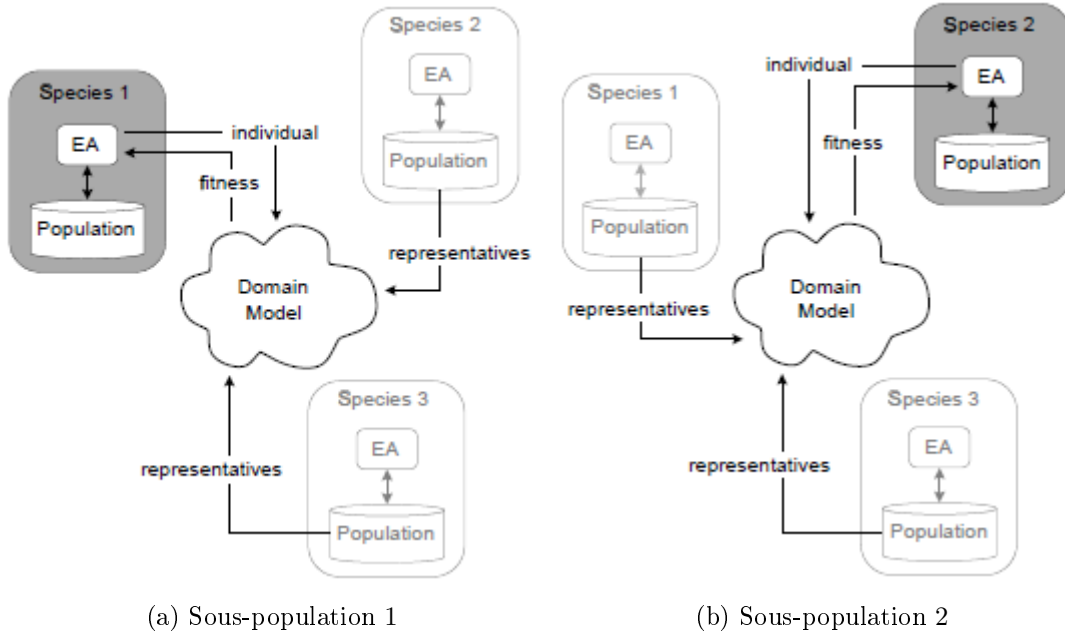 Species 1
EA
Population
individual
fitness
Species 2
EA
Population
representatives
Domain
Model
Species 3
EA
Population
representatives
(a) Sous-population 1
Species 1
EA
Population
representatives
individual
fitness
Species 2
EA
Population
Domain
Model
Species 3
EA
Population
representatives
(b) Sous-population 2